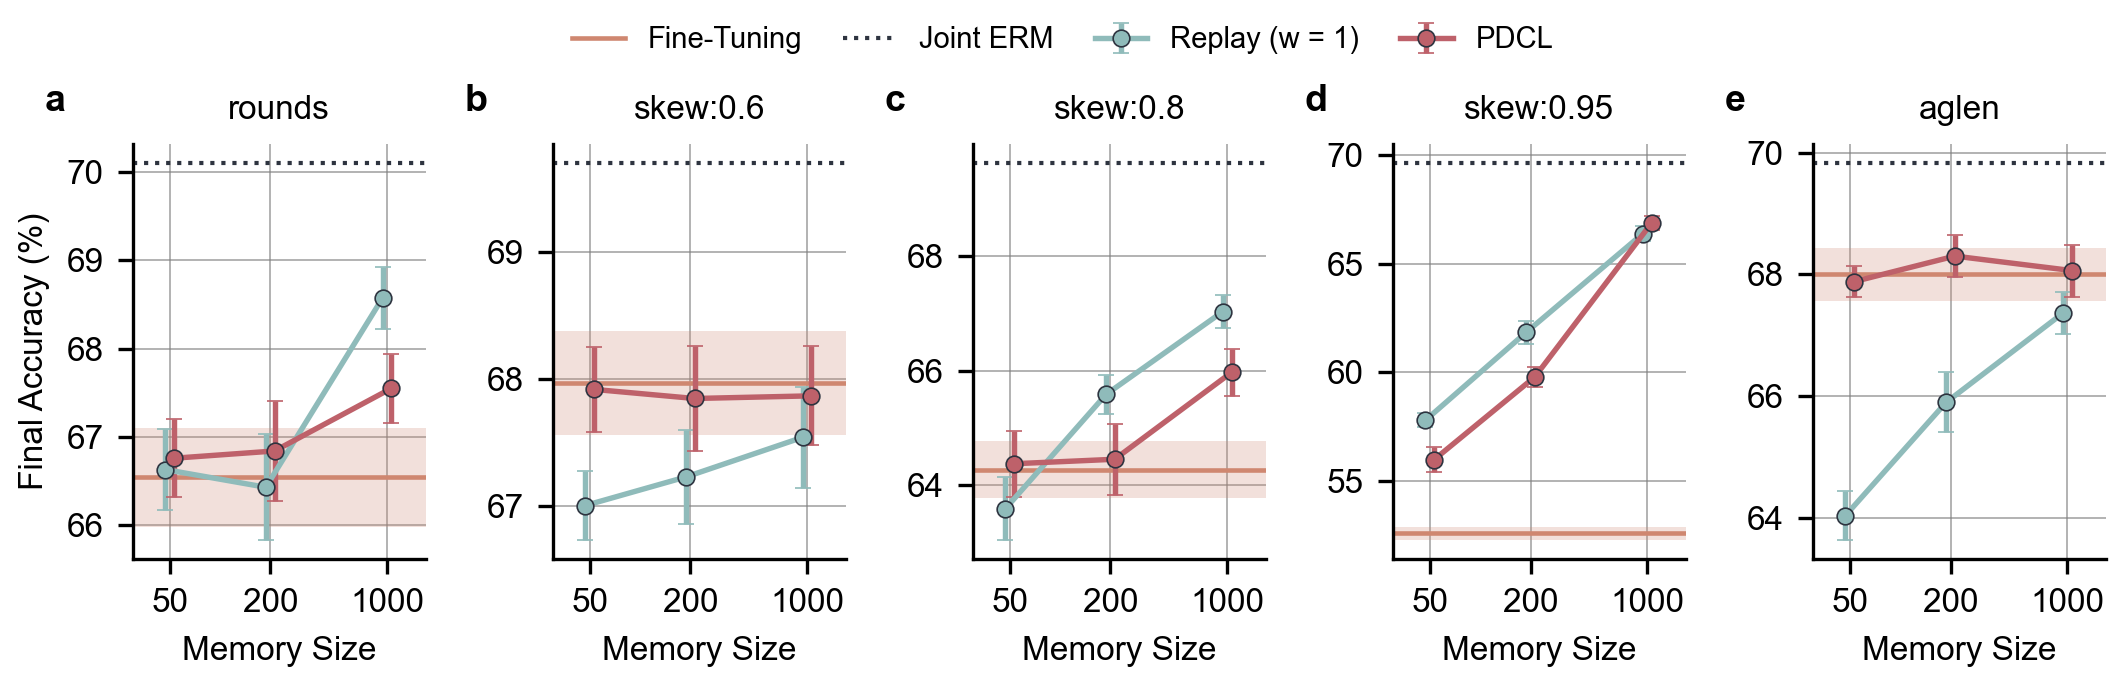 Fine-Tuning Joint ERM Replay (w = 1) PDCL
a rounds b skew:0.6 c skew:0.8 d skew:0.95 e aglen
Final Accuracy (%)
70
69
68
67
66
50 200 1000
Memory Size
69
68
67
50 200 1000
Memory Size
68
66
64
50 200 1000
Memory Size
70
65
60
55
50 200 1000
Memory Size
70
68
66
64
50 200 1000
Memory Size